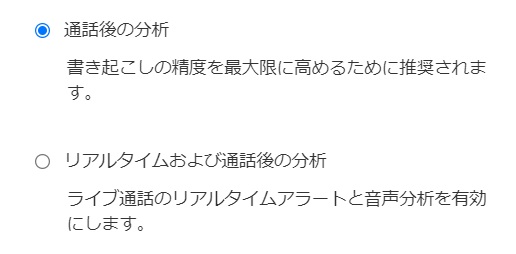 通話後の分析
書き起こしの精度を最大限に高めるために推奨されま
す。
リアルタイムおよび通話後の分析
ライブ通話のリアルタイムアラートと音声分析を有効
にします。